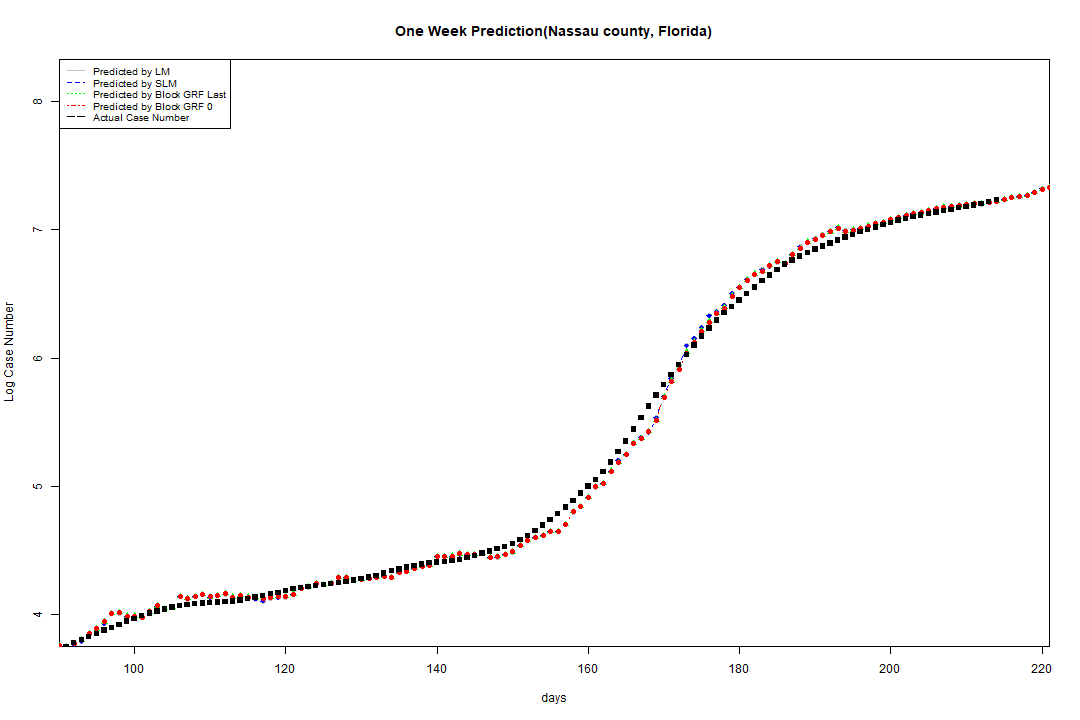 One Week Prediction(Nassau county, Florida)
Predicted by LM
Predicted by SLM
Predicted by Block GRF Last
Predicted by Block GRF 0
Actual Case Number
8
7
6
5
4
Log Case Number
100 120 140 160 180 200 220
days